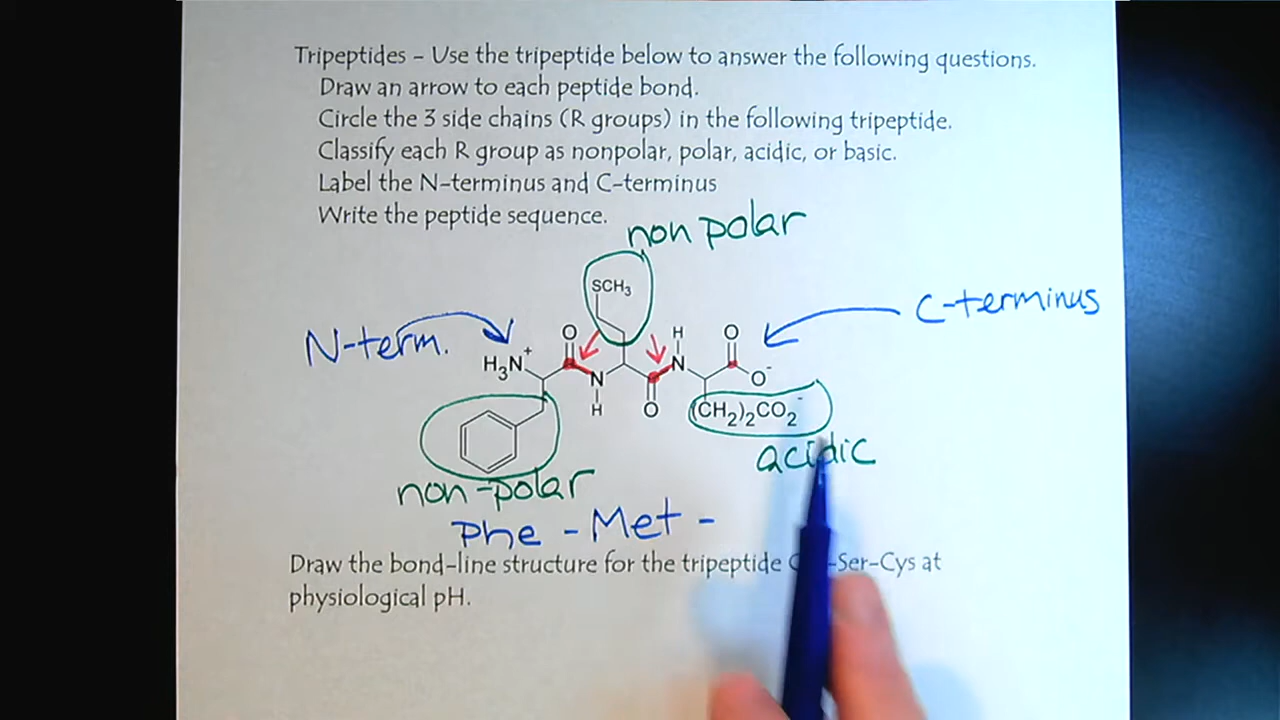 Tripeptides – Use the tripeptide below to answer the following questions.
Draw an arrow to each peptide bond.
Circle the 3 side chains (R groups) in the following tripeptide.
Classify each R group as nonpolar, polar, acidic, or basic.
Label the N-terminus and C-terminus
Write the peptide sequence.
non polar
SCH3
C-terminus
N-term.
O
H
O
H3N+
N
N
O-
H
O
(CH2)2CO2-
acidic
non-polar
Phe - Met -
Draw the bond-line structure for the tripeptide -Ser-Cys at
physiological pH.